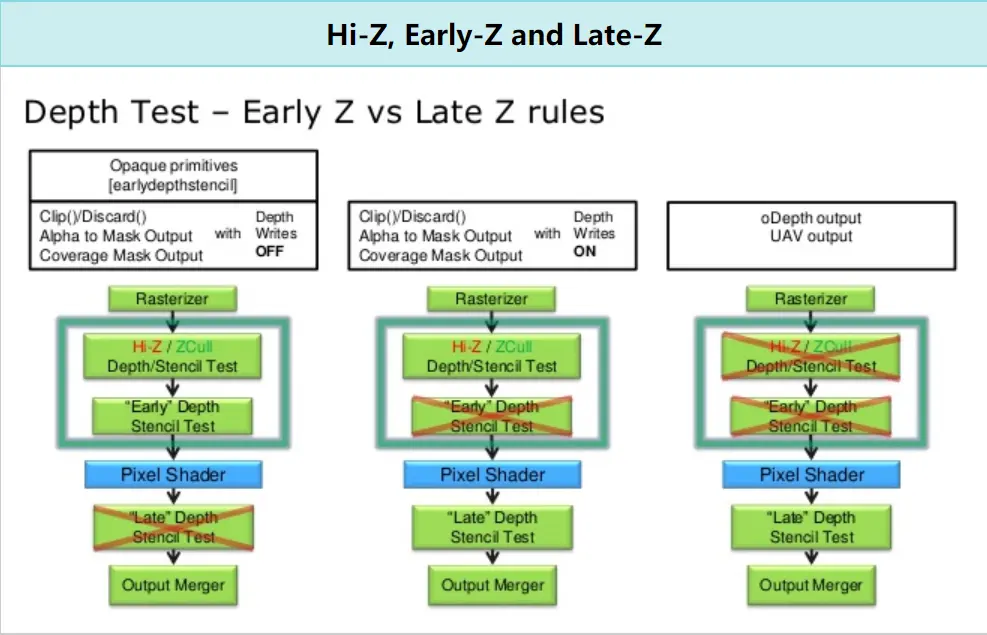 Hi-Z, Early-Z and Late-Z
Depth Test – Early Z vs Late Z rules
Opaque primitives
[earlydepthstencil]
Clip()/Discard()
Alpha to Mask Output
Coverage Mask Output
with
Depth
Writes
OFF
Rasterizer
Hi-Z / ZCull
Depth/Stencil Test
"Early" Depth
Stencil Test
Pixel Shader
"Late" Depth
Stencil Test
Output Merger
Clip()/Discard()
Alpha to Mask Output
Coverage Mask Output
with
Depth
Writes
ON
Rasterizer
Hi-Z / ZCull
Depth/Stencil Test
"Early" Depth
Stencil Test
Pixel Shader
"Late" Depth
Stencil Test
Output Merger
oDepth output
UAV output
Rasterizer
Hi-Z / ZCull
Depth/Stencil Test
"Early" Depth
Stencil Test
Pixel Shader
"Late" Depth
Stencil Test
Output Merger